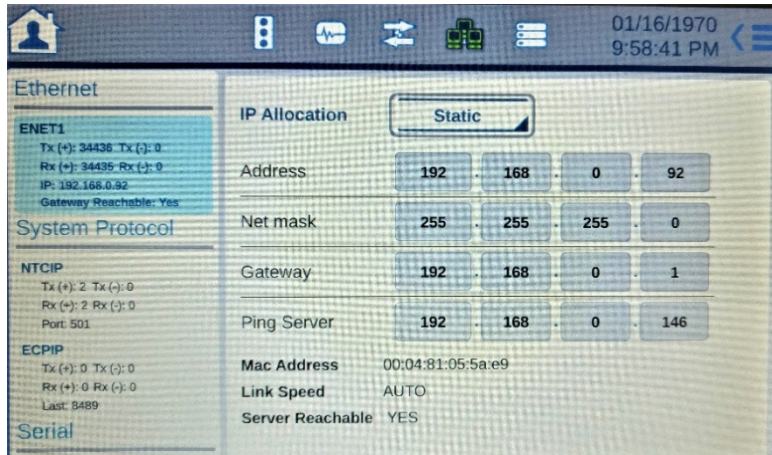 01/16/1970
9:58:41 PM
Ethernet
ENET1
Tx (+): 34436 Tx (-): 0
Rx (+): 34435 Rx (-): 0
IP: 192.168.0.92
Gateway Reachable: Yes
System Protocol
NTCIP
Tx (+): 2 Tx (-): 0
Rx (+): 2 Rx (-): 0
Port: 501
ECPIP
Tx (+): 0 Tx (-): 0
Rx (+): 0 Rx (-): 0
Last: 8489
Serial
IP Allocation Static
Address 192 . 168 . 0 . 92
Net mask 255 . 255 . 255 . 0
Gateway 192 . 168 . 0 . 1
Ping Server 192 . 168 . 0 . 146
Mac Address 00:04:81:05:5a:e9
Link Speed AUTO
Server Reachable YES